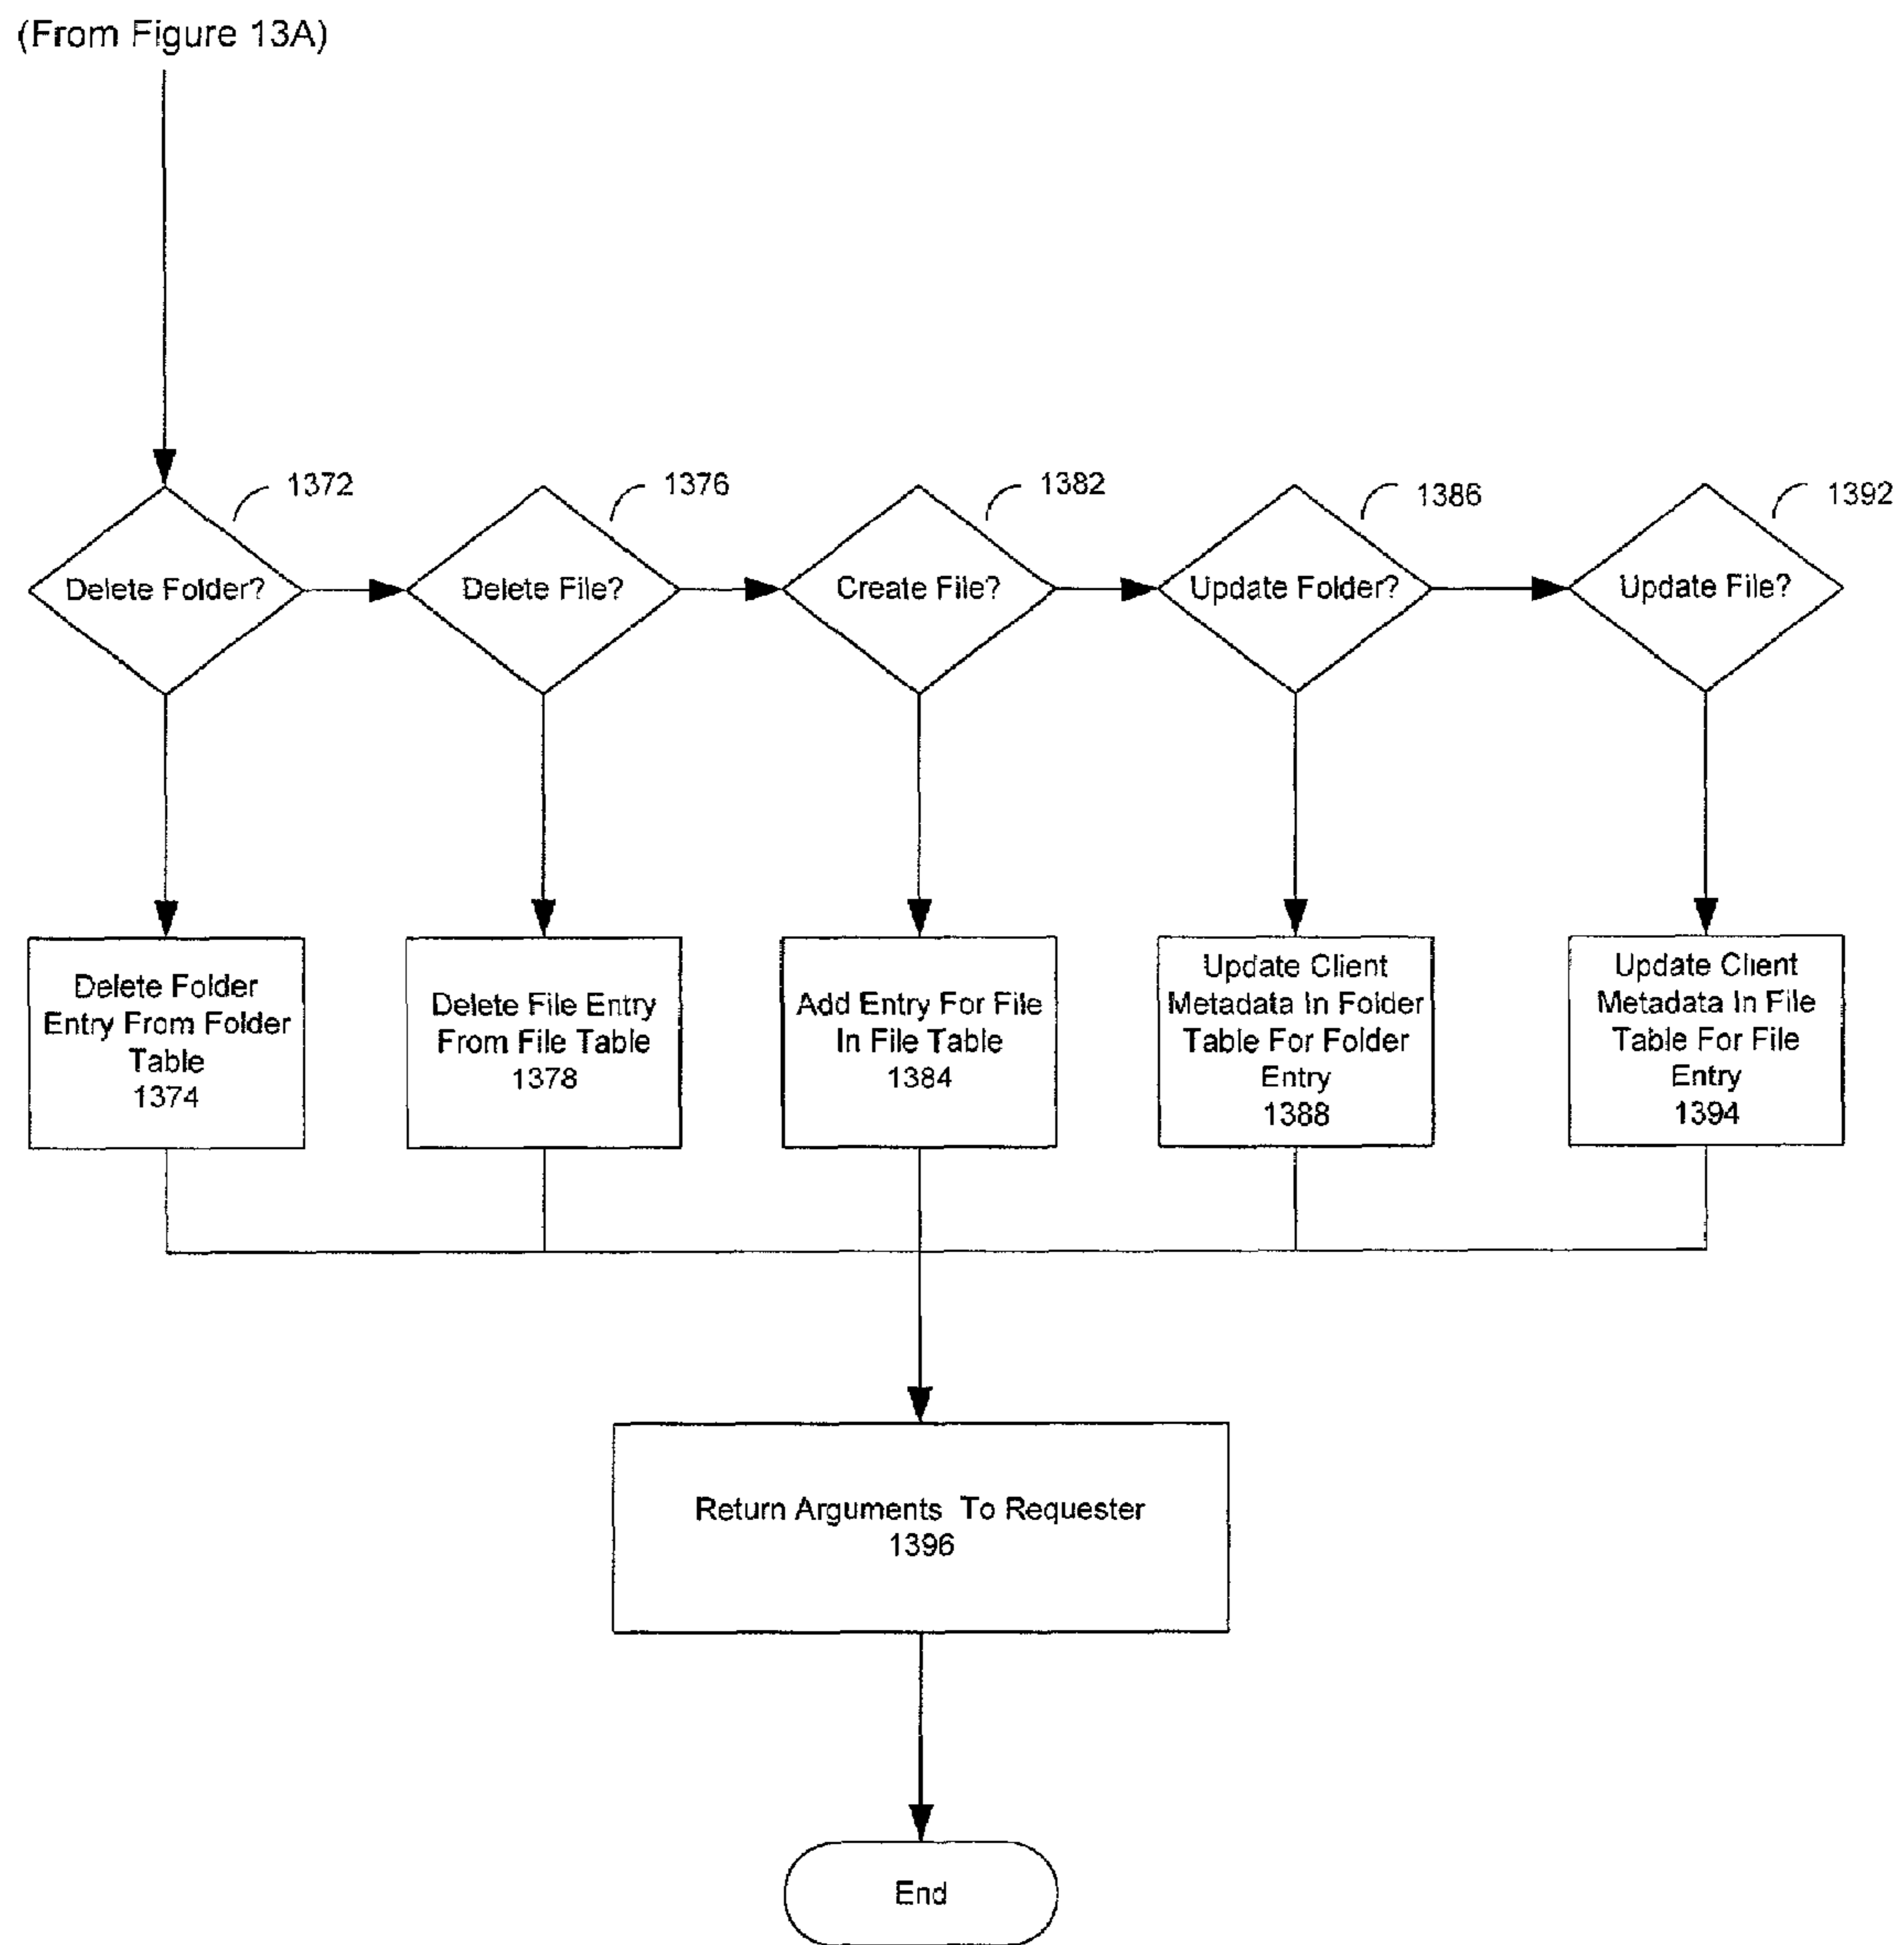 (From Figure 13A)
1372
1376
1382
1386
1392
Delete Folder?
Delete File?
Create File?
Update Folder?
Update File?
Delete Folder
Entry From Folder
Table
1374
Delete File Entry
From File Table
1378
Add Entry For File
In File Table
1384
Update Client
Metadata In Folder
Table For Folder
Entry
1388
Update Client
Metadata In File
Table For File
Entry
1394
Return Arguments To Requester
1396
End